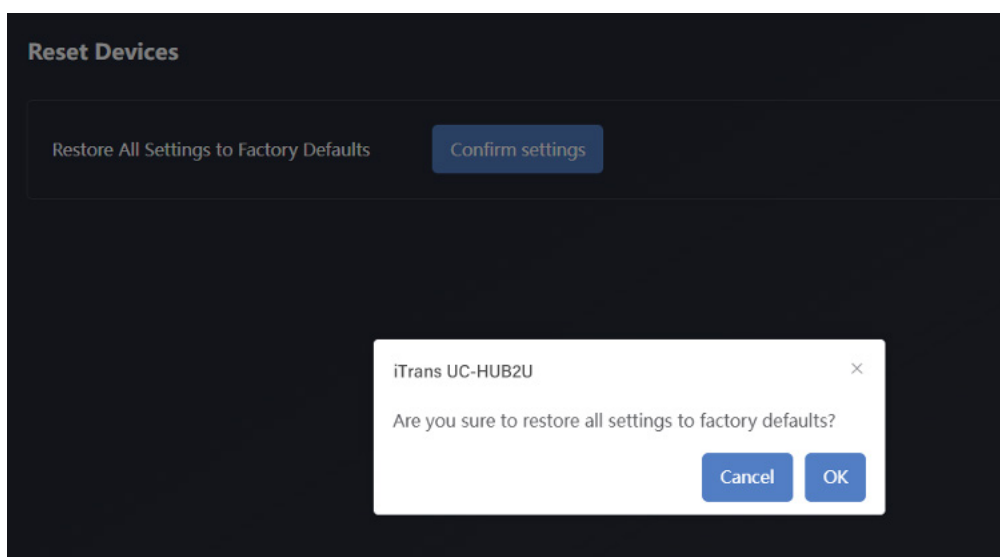 Reset Devices
Restore All Settings to Factory Defaults Confirm settings
iTrans UC-HUB2U ×
Are you sure to restore all settings to factory defaults?
Cancel OK